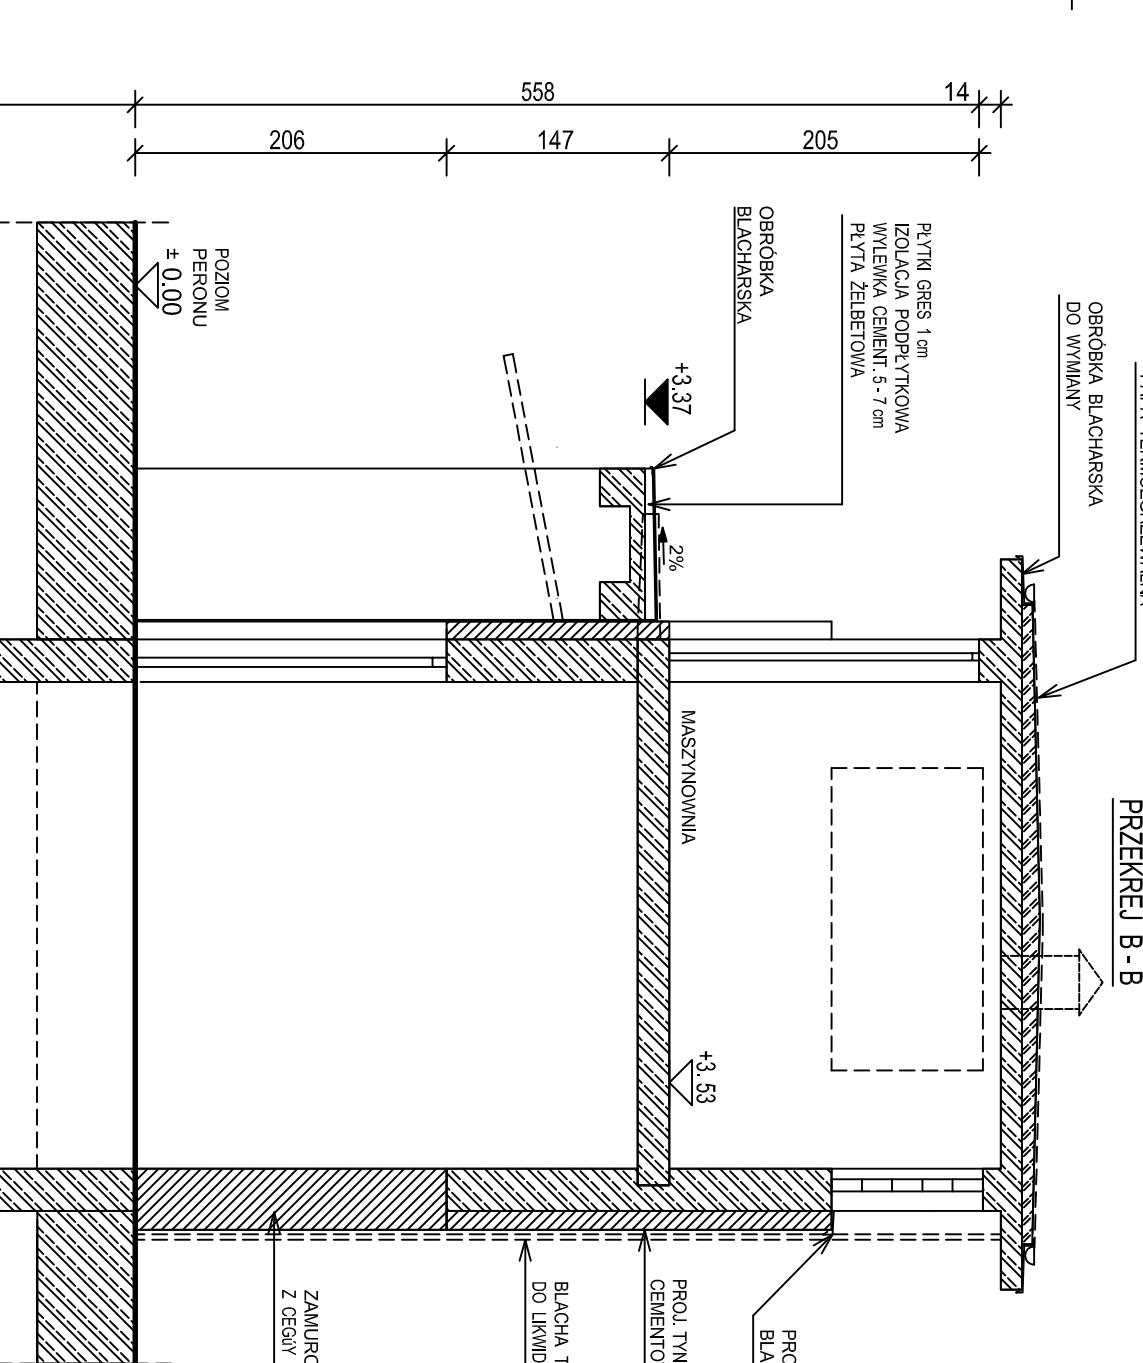 558
14
206
147
205
POZIOM
PERONU
± 0.00
OBRÓBKA
BLACHARSKA
PŁYTKI GRES 1 cm
IZOLACJA PODPŁYTKOWA
WYLEWKA CEMENT. 5 - 7 cm
PŁYTA ŻELBETOWA
OBRÓBKA BLACHARSKA
DO WYMIANY
+3.37
2%
MASZYNOWNIA
+3. 53
PRZEKREJ B - B
ZAMURO
Z CEGŁY
BLACHA T
DO LIKWID
PROJ. TYN
CEMENTO
PRO
BLA